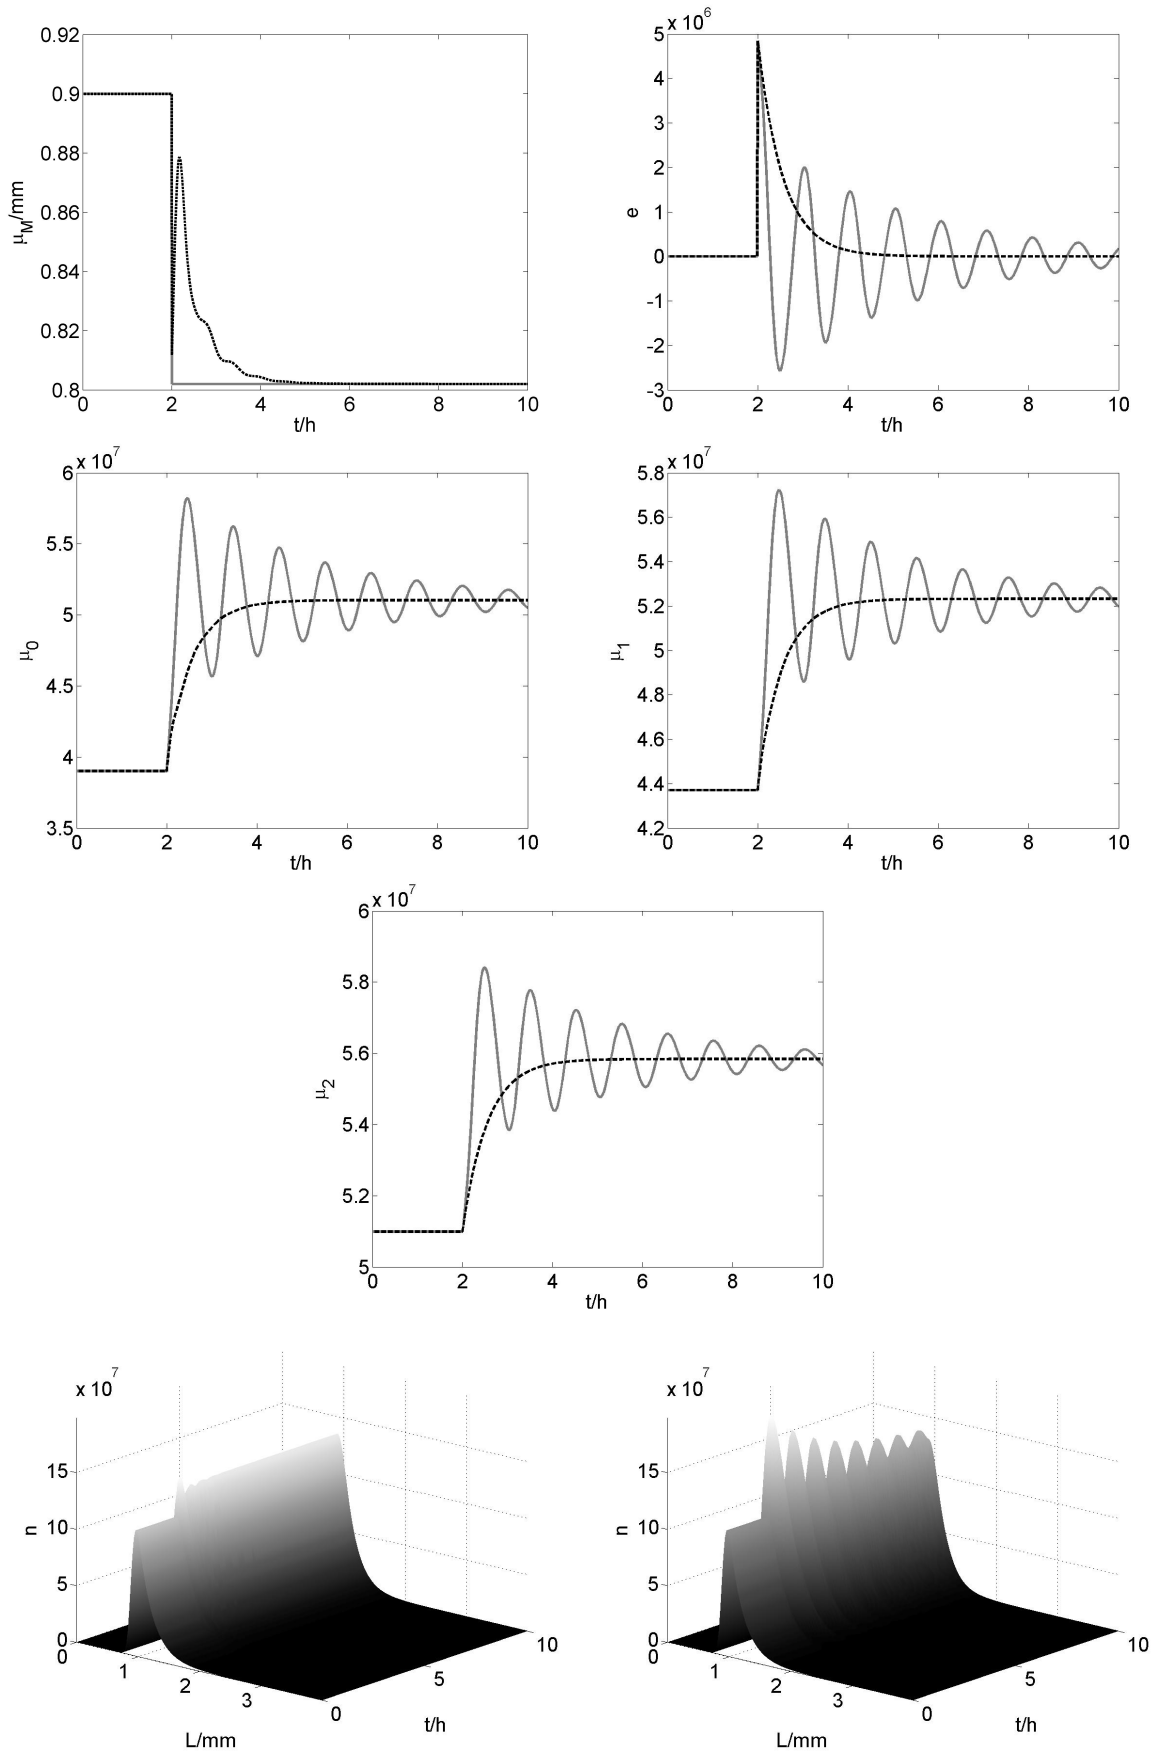 0.92
0.9
0.88
0.86
0.84
0.82
0.8
μM/mm
0 2 4 6 8 10
t/h
x 10^6
5
4
3
2
1
0
-1
-2
-3
e
0 2 4 6 8 10
t/h
x 10^7
6
5.5
5
4.5
4
3.5
μ0
0 2 4 6 8 10
t/h
x 10^7
5.8
5.6
5.4
5.2
5
4.8
4.6
4.4
4.2
μ1
0 2 4 6 8 10
t/h
x 10^7
6
5.8
5.6
5.4
5.2
5
μ2
0 2 4 6 8 10
t/h
x 10^7
15
10
5
0
n
0 1 2 3
L/mm
0 5 10
t/h
x 10^7
15
10
5
0
n
0 1 2 3
L/mm
0 5 10
t/h